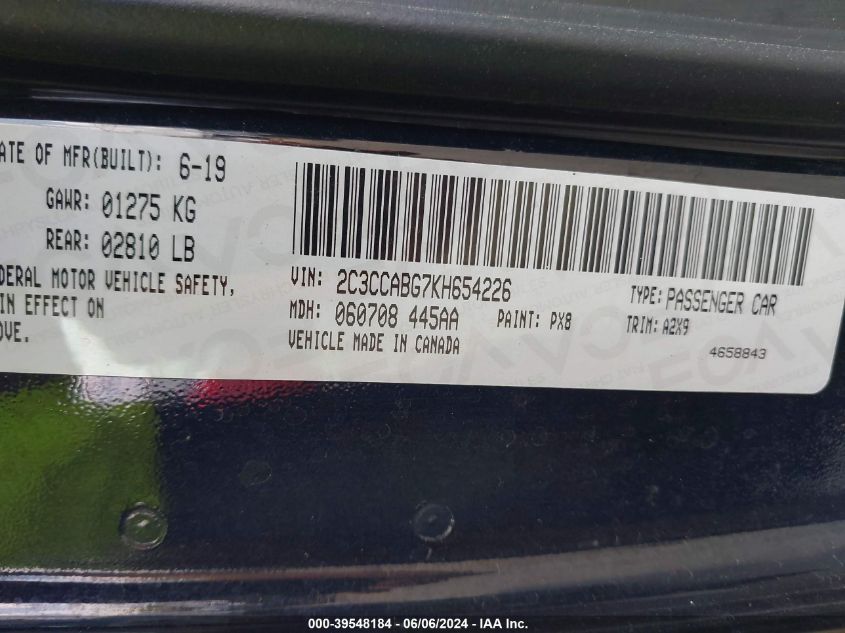 ATE OF MFR(BUILT): 6-19
GAWR: 01275 KG
REAR: 02810 LB
DERAL MOTOR VEHICLE SAFETY,
IN EFFECT ON
OVE.
VIN: 2C3CCABG7KH654226
TYPE: PASSENGER CAR
MDH: 060708 445AA PAINT: PX8 TRIM: A2X9
VEHICLE MADE IN CANADA
4658843
000-39548184 - 06/06/2024 - IAA Inc.